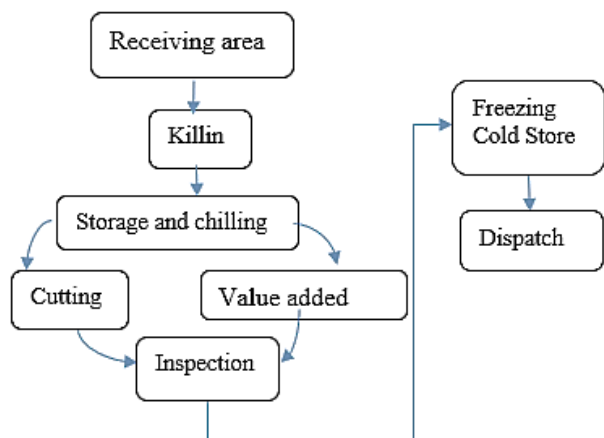 Receiving area
Killin
Storage and chilling
Cutting
Value added
Inspection
Freezing
Cold Store
Dispatch